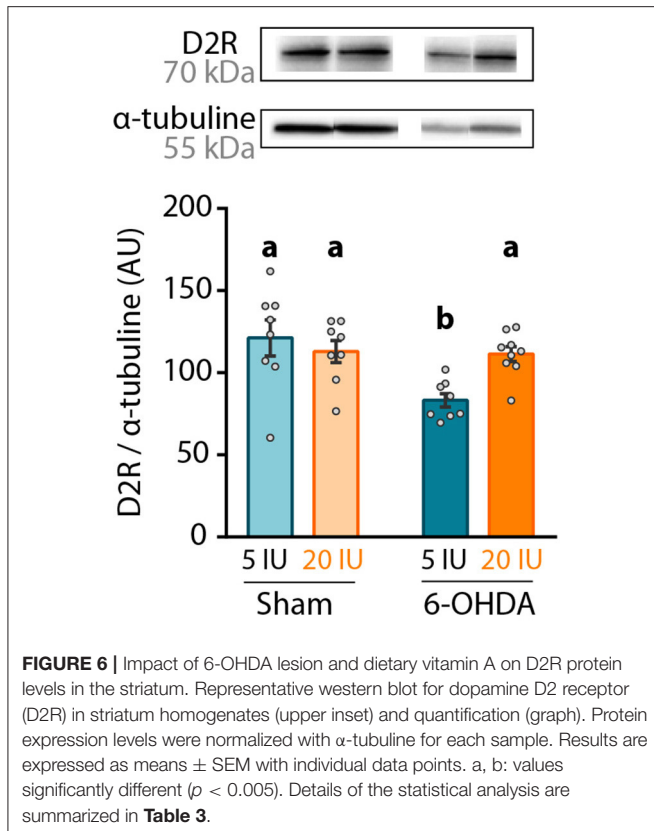 D2R
70 kDa
α-tubuline
55 kDa
D2R / α-tubuline (AU)
200
150
100
50
0
a
a
b
a
5 IU 20 IU 5 IU 20 IU
Sham 6-OHDA
FIGURE 6 | Impact of 6-OHDA lesion and dietary vitamin A on D2R protein
levels in the striatum. Representative western blot for dopamine D2 receptor
(D2R) in striatum homogenates (upper inset) and quantification (graph). Protein
expression levels were normalized with α-tubuline for each sample. Results are
expressed as means ± SEM with individual data points. a, b: values
significantly different (p < 0.005). Details of the statistical analysis are
summarized in Table 3.